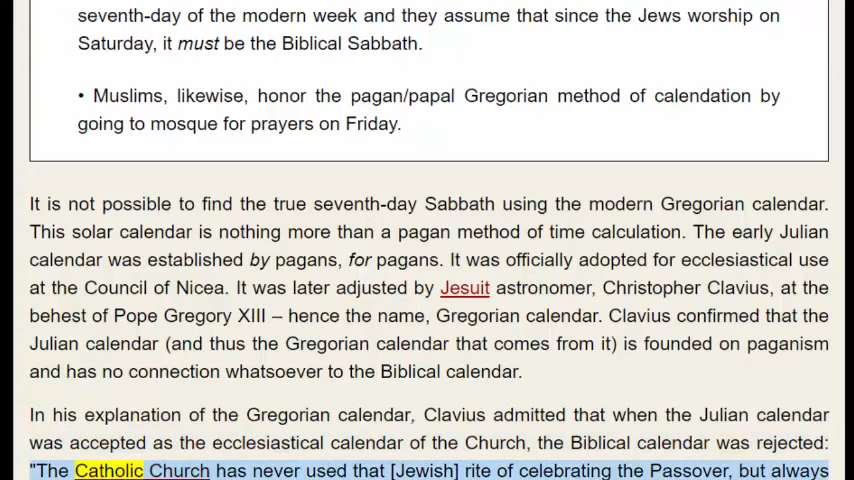 seventh-day of the modern week and they assume that since the Jews worship on
Saturday, it must be the Biblical Sabbath.
• Muslims, likewise, honor the pagan/papal Gregorian method of calendation by
going to mosque for prayers on Friday.
It is not possible to find the true seventh-day Sabbath using the modern Gregorian calendar.
This solar calendar is nothing more than a pagan method of time calculation. The early Julian
calendar was established by pagans, for pagans. It was officially adopted for ecclesiastical use
at the Council of Nicea. It was later adjusted by Jesuit astronomer, Christopher Clavius, at the
behest of Pope Gregory XIII – hence the name, Gregorian calendar. Clavius confirmed that the
Julian calendar (and thus the Gregorian calendar that comes from it) is founded on paganism
and has no connection whatsoever to the Biblical calendar.
In his explanation of the Gregorian calendar, Clavius admitted that when the Julian calendar
was accepted as the ecclesiastical calendar of the Church, the Biblical calendar was rejected:
"The Catholic Church has never used that [Jewish] rite of celebrating the Passover, but always